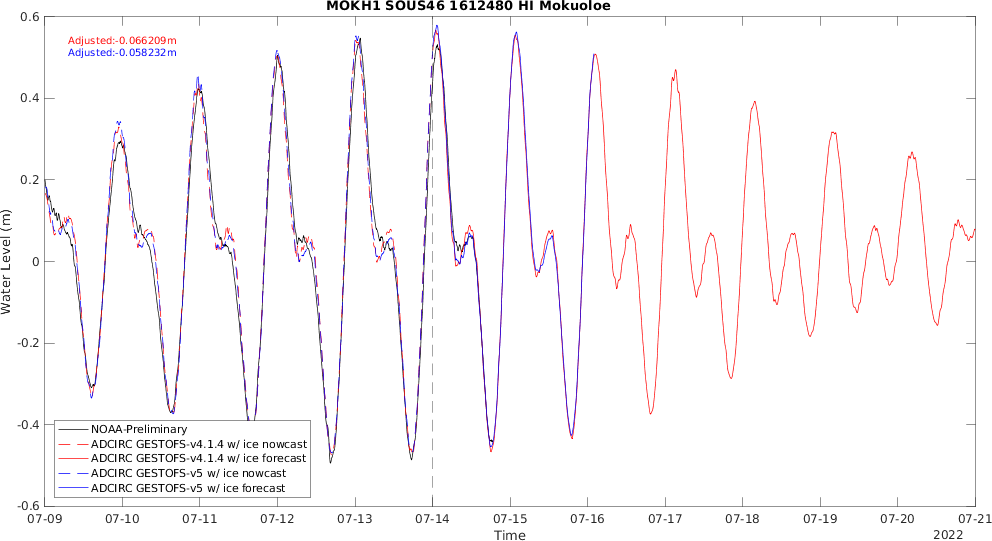 MOKH1 SOUS46 1612480 HI Mokuoloe
Adjusted:-0.066209m
Adjusted:-0.058232m
0.6
0.4
0.2
0
-0.2
-0.4
-0.6
Water Level (m)
NOAA-Preliminary
ADCIRC GESTOFS-v4.1.4 w/ ice nowcast
ADCIRC GESTOFS-v4.1.4 w/ ice forecast
ADCIRC GESTOFS-v5 w/ ice nowcast
ADCIRC GESTOFS-v5 w/ ice forecast
07-09 07-10 07-11 07-12 07-13 07-14 07-15 07-16 07-17 07-18 07-19 07-20 07-21
Time
2022